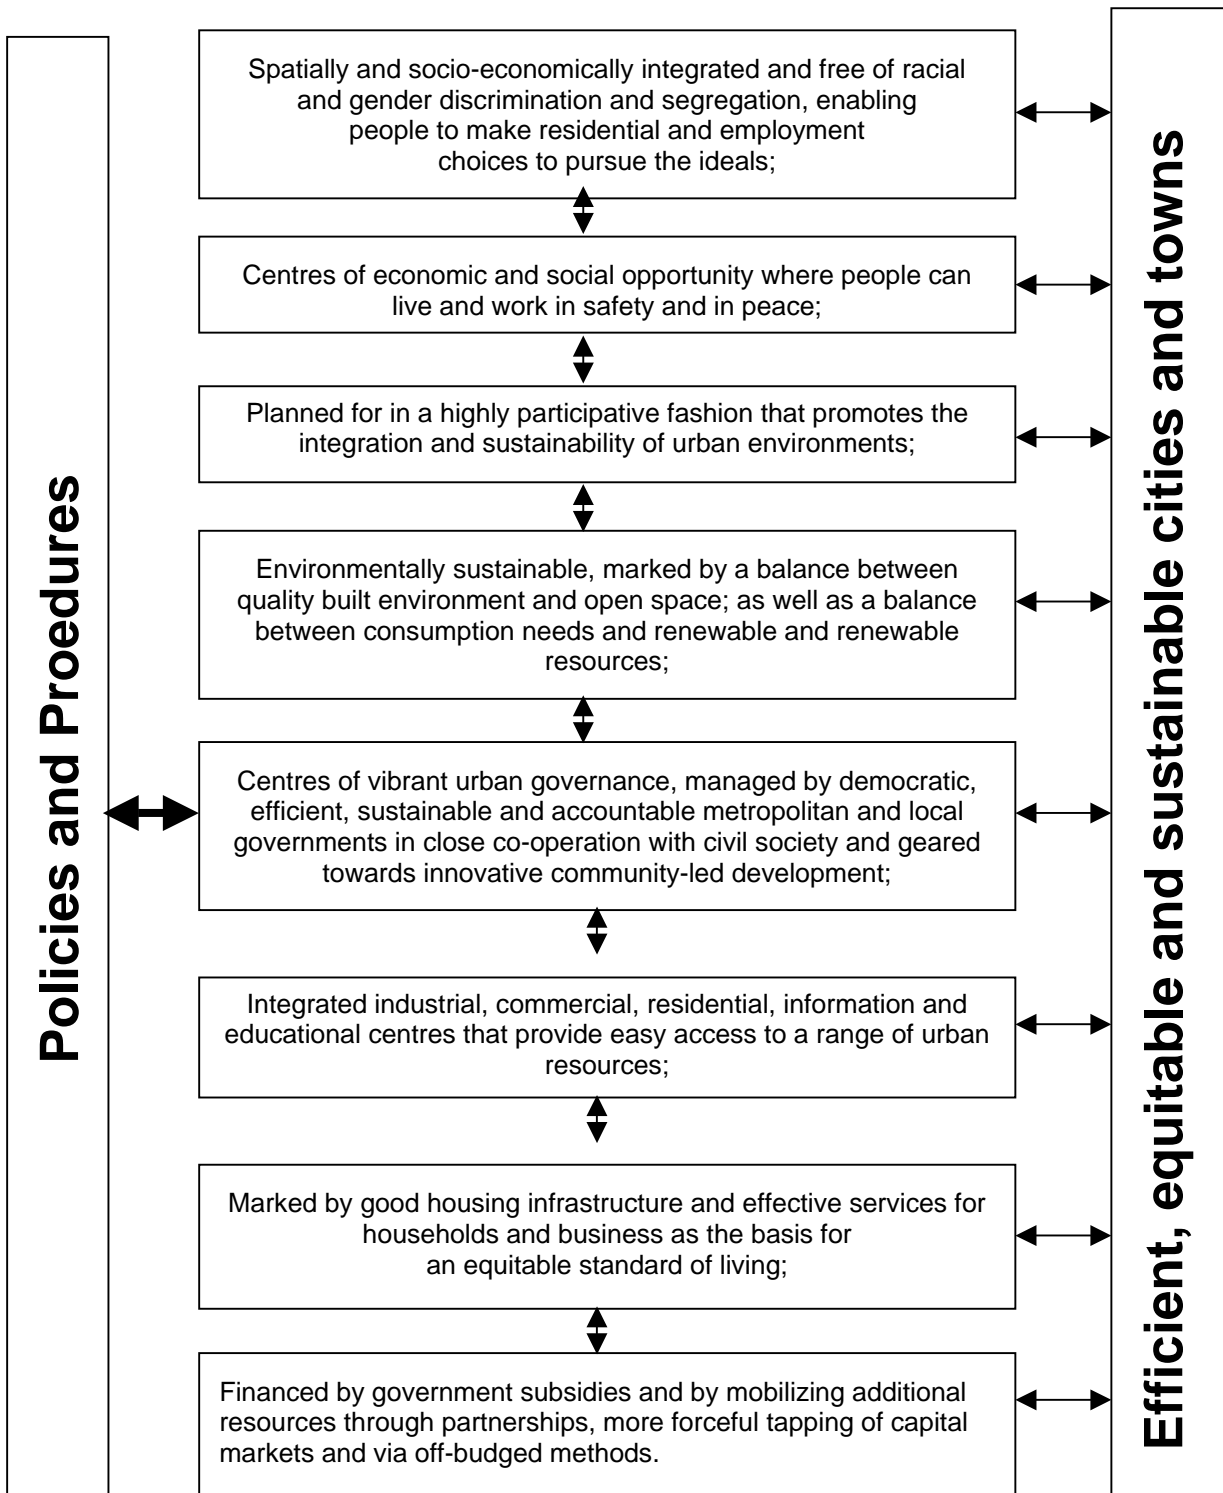 Policies and Proedures
Spatially and socio-economically integrated and free of racial
and gender discrimination and segregation, enabling
people to make residential and employment
choices to pursue the ideals;
Centres of economic and social opportunity where people can
live and work in safety and in peace;
Planned for in a highly participative fashion that promotes the
integration and sustainability of urban environments;
Environmentally sustainable, marked by a balance between
quality built environment and open space; as well as a balance
between consumption needs and renewable and renewable
resources;
Centres of vibrant urban governance, managed by democratic,
efficient, sustainable and accountable metropolitan and local
governments in close co-operation with civil society and geared
towards innovative community-led development;
Integrated industrial, commercial, residential, information and
educational centres that provide easy access to a range of urban
resources;
Marked by good housing infrastructure and effective services for
households and business as the basis for
an equitable standard of living;
Financed by government subsidies and by mobilizing additional
resources through partnerships, more forceful tapping of capital
markets and via off-budged methods.
Efficient, equitable and sustainable cities and towns